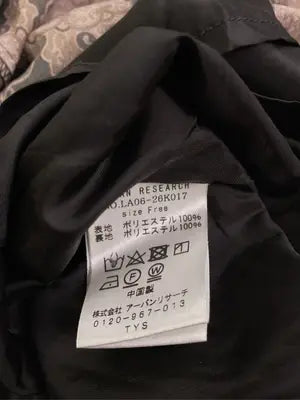 AN RESEARCH
O.LA06-26K017
size Free
表地 ポリエステル100%
裏地 ポリエステル100%
中国製
株式会社 アーバンリサーチ
0120-967-013
TYS